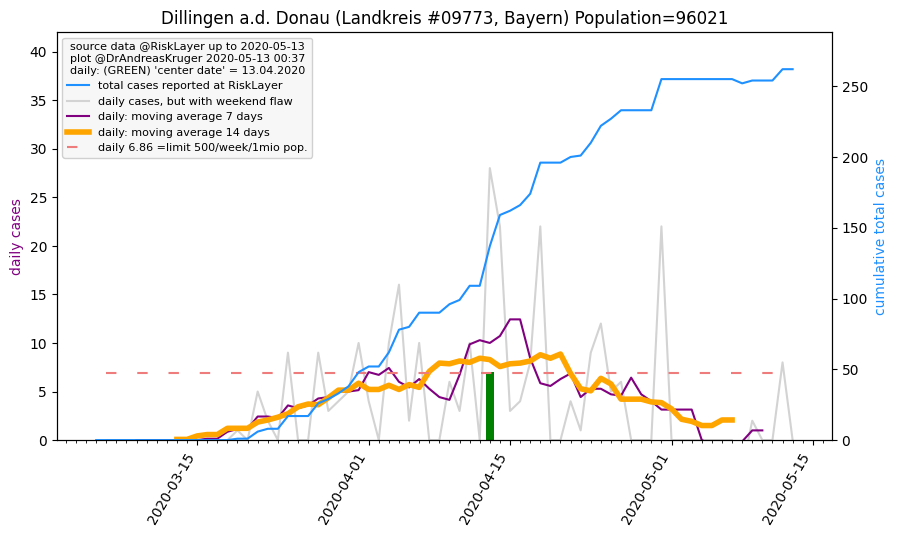 Dillingen a.d. Donau (Landkreis #09773, Bayern) Population=96021
source data @RiskLayer up to 2020-05-13
plot @DrAndreasKruger 2020-05-13 00:37
daily: (GREEN) 'center date' = 13.04.2020
total cases reported at RiskLayer
daily cases, but with weekend flaw
daily: moving average 7 days
daily: moving average 14 days
daily 6.86 =limit 500/week/1mio pop.
daily cases
40
35
30
25
20
15
10
5
0
250
200
150
100
50
0
cumulative total cases
2020-03-15
2020-04-01
2020-04-15
2020-05-01
2020-05-15